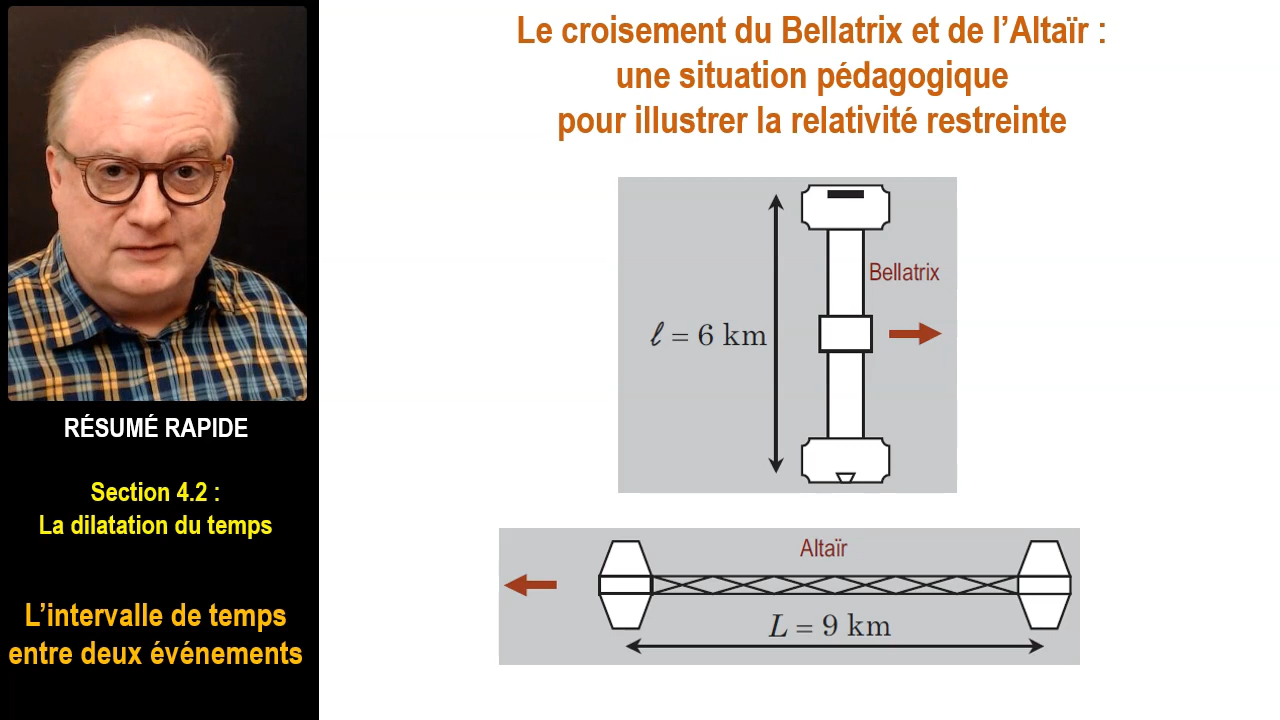 Le croisement du Bellatrix et de l’Altaïr :
une situation pédagogique
pour illustrer la relativité restreinte
Bellatrix
ℓ = 6 km
Altaïr
L = 9 km
RÉSUMÉ RAPIDE
Section 4.2 :
La dilatation du temps
L’intervalle de temps
entre deux événements